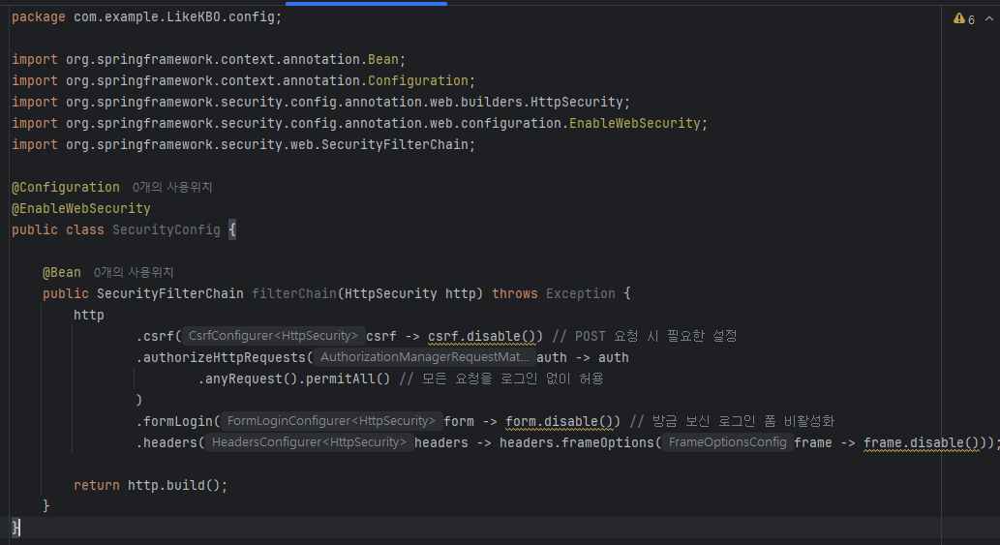 package com.example.LikeKBO.config;
import org.springframework.context.annotation.Bean;
import org.springframework.context.annotation.Configuration;
import org.springframework.security.config.annotation.web.builders.HttpSecurity;
import org.springframework.security.config.annotation.web.configuration.EnableWebSecurity;
import org.springframework.security.web.SecurityFilterChain;
@Configuration 0개의 사용위치
@EnableWebSecurity
public class SecurityConfig {
@Bean 0개의 사용위치
public SecurityFilterChain filterChain(HttpSecurity http) throws Exception {
http
.csrf( CsrfConfigurer<HttpSecurity> csrf -> csrf.disable()) // POST 요청 시 필요한 설정
.authorizeHttpRequests( AuthorizationManagerRequestMat... auth -> auth
.anyRequest().permitAll() // 모든 요청을 로그인 없이 허용
)
.formLogin( FormLoginConfigurer<HttpSecurity> form -> form.disable()) // 방금 보신 로그인 폼 비활성화
.headers( HeadersConfigurer<HttpSecurity> headers -> headers.frameOptions( FrameOptionsConfig frame -> frame.disable()));
return http.build();
}
}
6